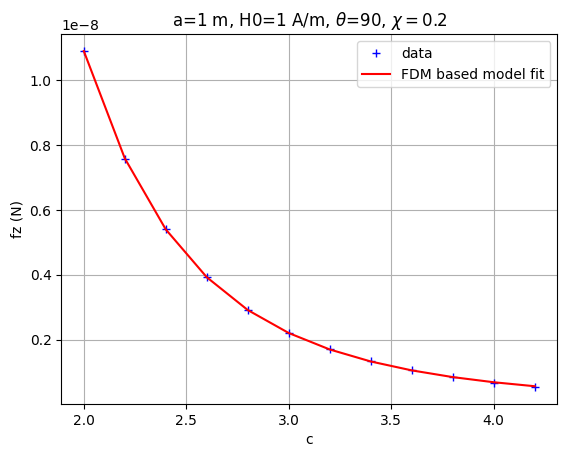 a=1 m, H0=1 A/m, θ=90, χ = 0.2
1e−8
data
FDM based model fit
1.0
0.8
0.6
0.4
0.2
fz (N)
2.0 2.5 3.0 3.5 4.0
c